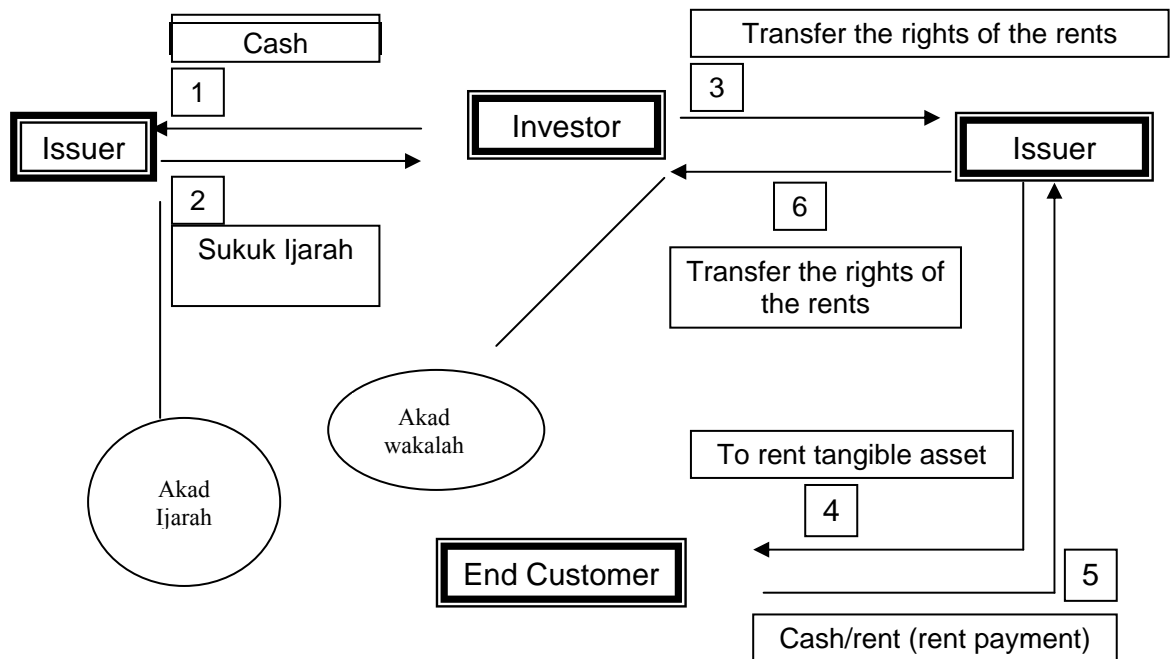 Cash
Transfer the rights of the rents
1
3
Issuer
Investor
Issuer
2
6
Sukuk Ijarah
Transfer the rights of
the rents
Akad
wakalah
To rent tangible asset
4
Akad
Ijarah
End Customer
5
Cash/rent (rent payment)